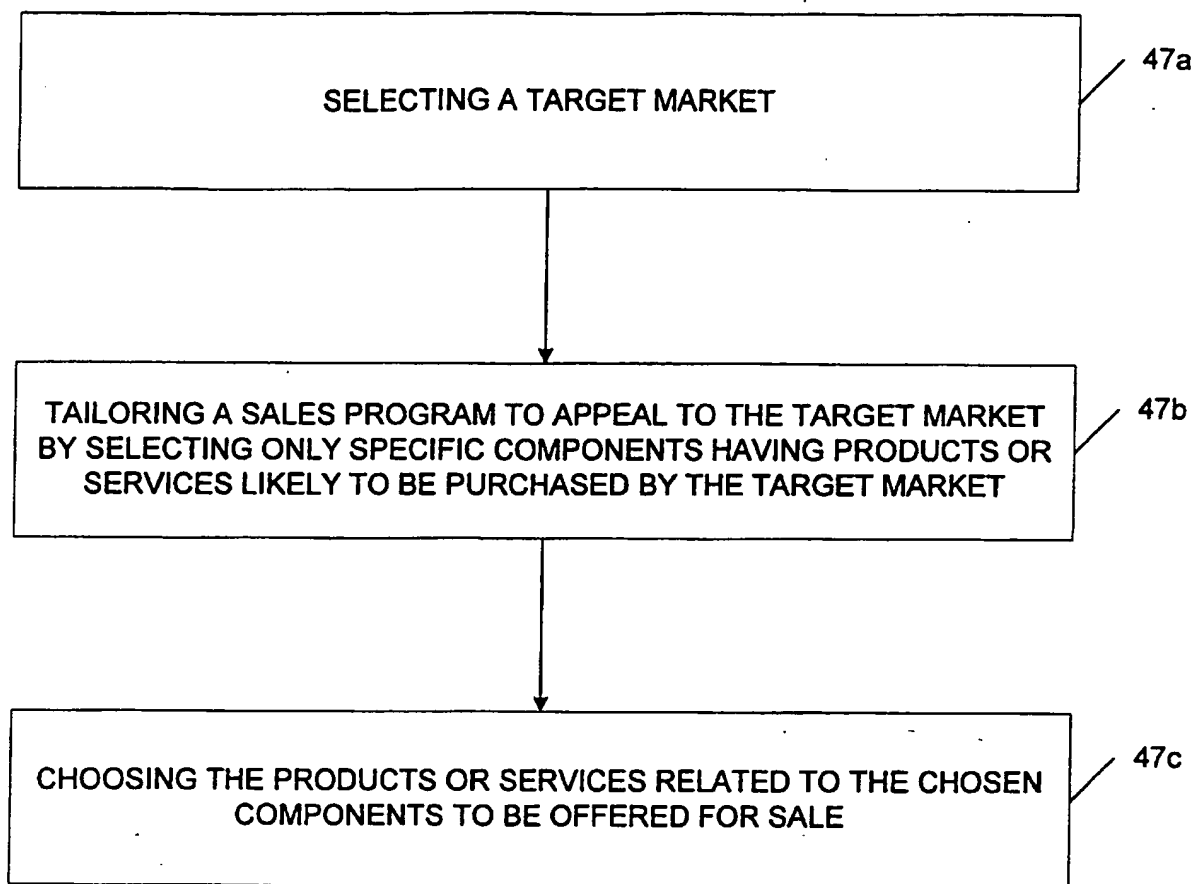 SELECTING A TARGET MARKET
47a
TAILORING A SALES PROGRAM TO APPEAL TO THE TARGET MARKET
BY SELECTING ONLY SPECIFIC COMPONENTS HAVING PRODUCTS OR
SERVICES LIKELY TO BE PURCHASED BY THE TARGET MARKET
47b
CHOOSING THE PRODUCTS OR SERVICES RELATED TO THE CHOSEN
COMPONENTS TO BE OFFERED FOR SALE
47c